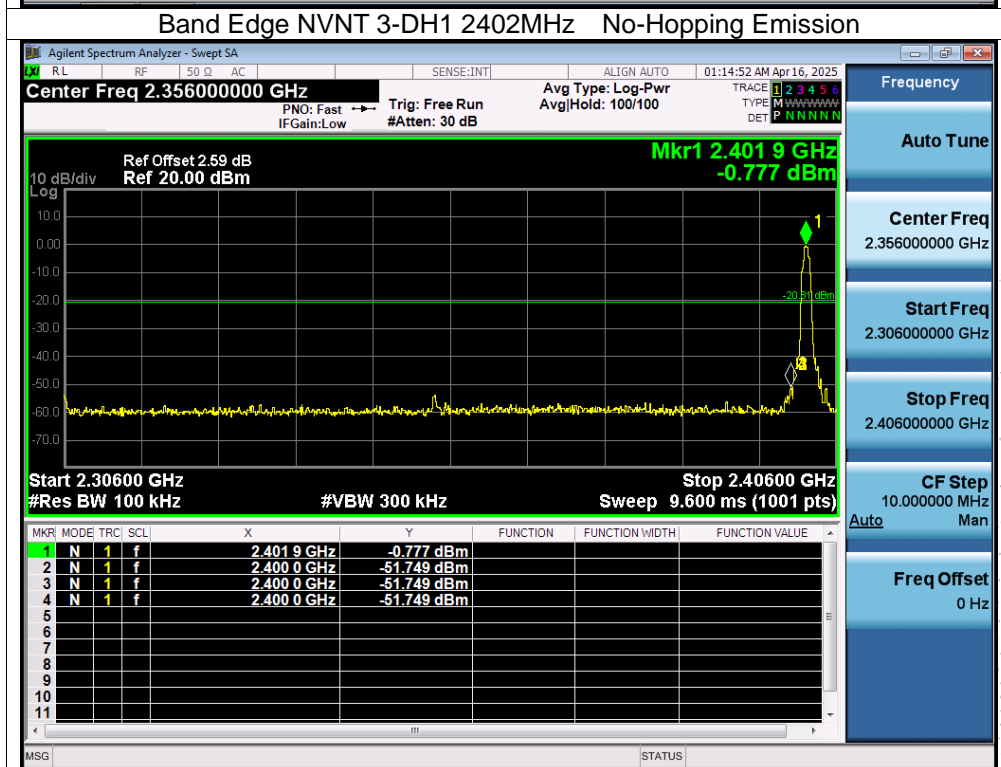 Band Edge NVNT 3-DH1 2402MHz No-Hopping Emission
Agilent Spectrum Analyzer - Swept SA
LXI RL RF 50 Ω AC SENSE:INT ALIGN AUTO 01:14:52 AM Apr 16, 2025
Center Freq 2.356000000 GHz
PNO: Fast
IFGain:Low
Trig: Free Run
#Atten: 30 dB
Avg Type: Log-Pwr
Avg|Hold: 100/100
TRACE 1 2 3 4 5 6
TYPE M WWWWW
DET P N N N N N
Mkr1 2.401 9 GHz
-0.777 dBm
Ref Offset 2.59 dB
10 dB/div Ref 20.00 dBm
Log
10.0
0.00
-10.0
-20.0
-30.0
-40.0
-50.0
-60.0
-70.0
1
-20.81 dBm
Start 2.30600 GHz Stop 2.40600 GHz
#Res BW 100 kHz #VBW 300 kHz Sweep 9.600 ms (1001 pts)
MKR MODE TRC SCL X Y FUNCTION FUNCTION WIDTH FUNCTION VALUE
1 N 1 f 2.401 9 GHz -0.777 dBm
2 N 1 f 2.400 0 GHz -51.749 dBm
3 N 1 f 2.400 0 GHz -51.749 dBm
4 N 1 f 2.400 0 GHz -51.749 dBm
5
6
7
8
9
10
11
MSG STATUS
Frequency
Auto Tune
Center Freq
2.356000000 GHz
Start Freq
2.306000000 GHz
Stop Freq
2.406000000 GHz
CF Step
10.000000 MHz
Auto Man
Freq Offset
0 Hz